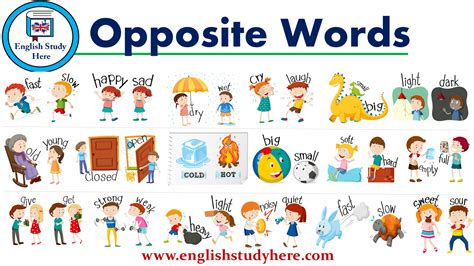 English Study
Here
Opposite Words
fast slow
happy sad
dry wet
cry laugh
big small
light dark
old young
closed open
COLD HOT
big small
soft hard
empty full
give get
strong weak
heavy light
noisy quiet
fast slow
sweet sour
www.englishstudyhere.com